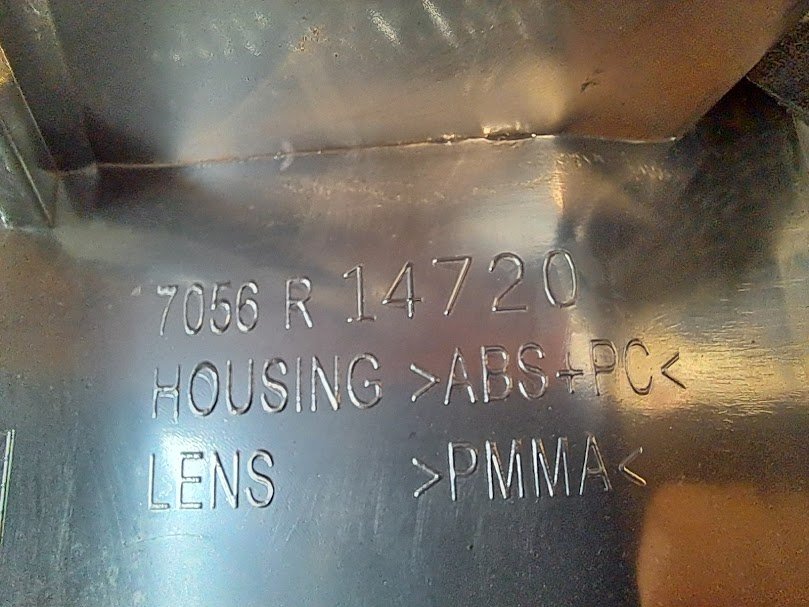 7056 R 14720
HOUSING >ABS+PC<
LENS >PMMA<